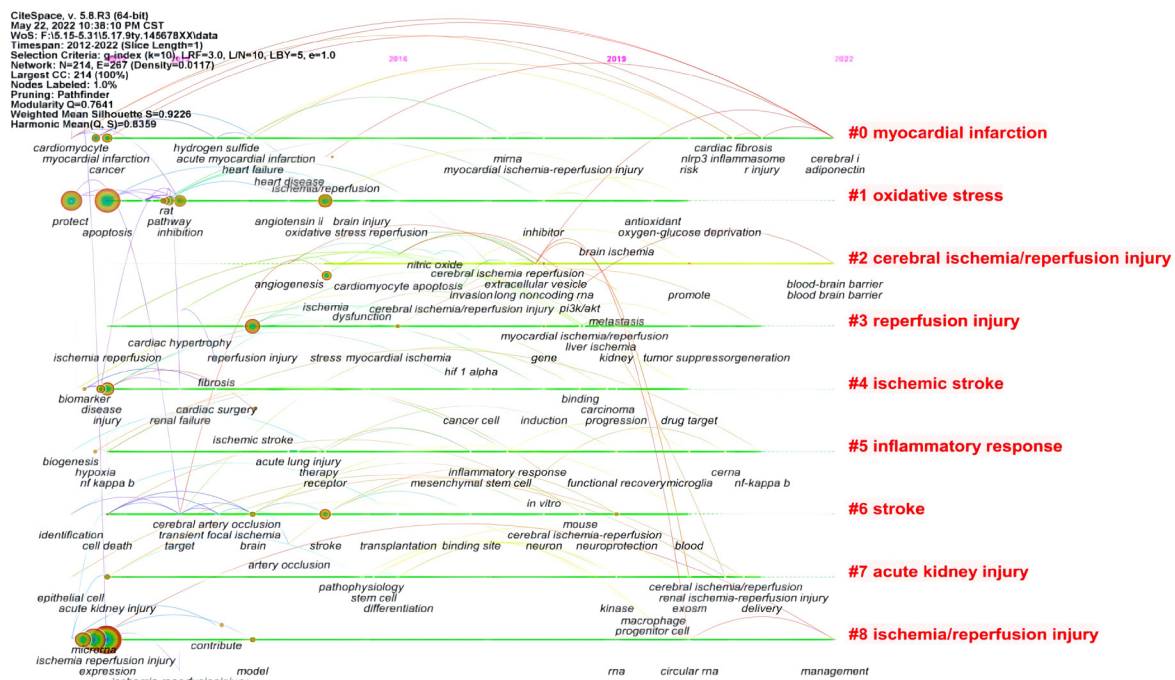 CiteSpace, v. 5.8.R3 (64-bit)
May 22, 2022 10:38:10 PM CST
WoS: F:\5.15-5.31\5.17.9ty.145678XX\data
Timespan: 2012-2022 (Slice Length=1)
Selection Criteria: g-index (k=10), LRF=3.0, L/N=10, LBY=5, e=1.0
Network: N=214, E=267 (Density=0.0117)
Largest CC: 214 (100%)
Nodes Labeled: 1.0%
Pruning: Pathfinder
Modularity Q=0.7641
Weighted Mean Silhouette S=0.9226
Harmonic Mean(Q, S)=0.8359
2016 2019 2022
#0 myocardial infarction
cardiomyocyte hydrogen sulfide cardiac fibrosis
myocardial infarction acute myocardial infarction mirna nlrp3 inflammasome cerebral i
cancer heart failure myocardial ischemia-reperfusion injury risk r injury adiponectin
heart disease
ischemia/reperfusion
#1 oxidative stress
rat
protect pathway angiotensin ii brain injury antioxidant
apoptosis inhibition oxidative stress reperfusion inhibitor oxygen-glucose deprivation
brain ischemia
#2 cerebral ischemia/reperfusion injury
nitric oxide
cerebral ischemia reperfusion
angiogenesis cardiomyocyte apoptosis extracellular vesicle blood-brain barrier
invasion long noncoding rna promote blood brain barrier
ischemia cerebral ischemia/reperfusion injury pi3k/akt
dysfunction metastasis
#3 reperfusion injury
cardiac hypertrophy myocardial ischemia/reperfusion
liver ischemia
ischemia reperfusion reperfusion injury stress myocardial ischemia gene kidney tumor suppressor generation
hif 1 alpha
fibrosis
#4 ischemic stroke
biomarker binding
disease cardiac surgery carcinoma
injury renal failure cancer cell induction progression drug target
ischemic stroke
#5 inflammatory response
biogenesis acute lung injury
hypoxia therapy inflammatory response cerna
nf kappa b receptor mesenchymal stem cell functional recovery microglia nf-kappa b
in vitro
#6 stroke
cerebral artery occlusion mouse
identification transient focal ischemia cerebral ischemia-reperfusion
cell death target brain stroke transplantation binding site neuron neuroprotection blood
artery occlusion
#7 acute kidney injury
pathophysiology cerebral ischemia/reperfusion
epithelial cell stem cell renal ischemia-reperfusion injury
acute kidney injury differentiation kinase exosm delivery
macrophage
progenitor cell
#8 ischemia/reperfusion injury
contribute
microrna
ischemia reperfusion injury
expression model rna circular rna management